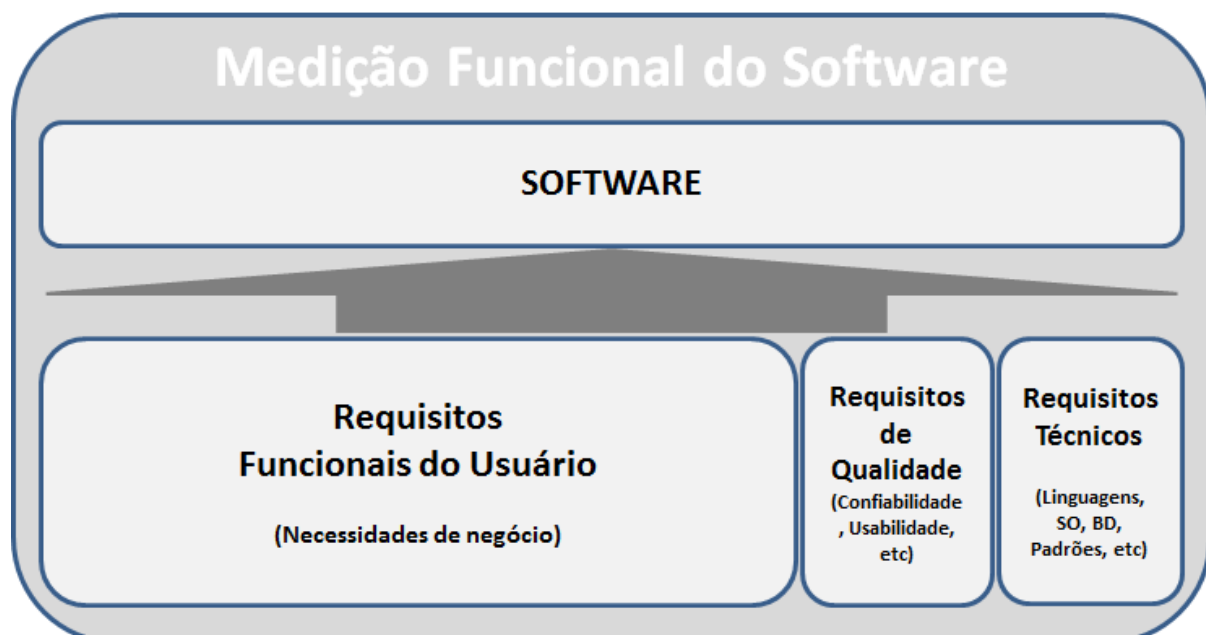 Medição Funcional do Software
SOFTWARE
Requisitos
Funcionais do Usuário
(Necessidades de negócio)
Requisitos
de
Qualidade
(Confiabilidade
, Usabilidade,
etc)
Requisitos
Técnicos
(Linguagens,
SO, BD,
Padrões, etc)